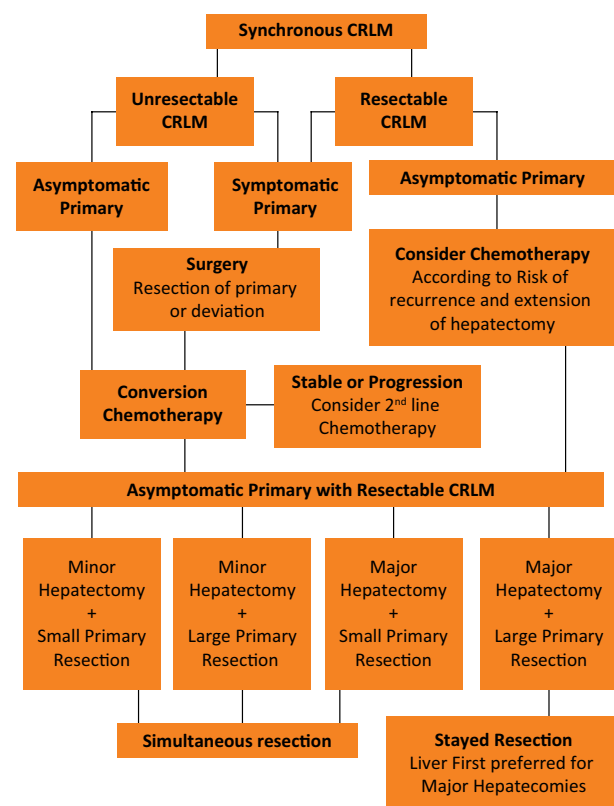 Synchronous CRLM
Unresectable
CRLM
Resectable
CRLM
Asymptomatic
Primary
Symptomatic
Primary
Asymptomatic Primary
Surgery
Resection of primary
or deviation
Consider Chemotherapy
According to Risk of
recurrence and extension
of hepatectomy
Conversion
Chemotherapy
Stable or Progression
Consider 2nd line
Chemotherapy
Asymptomatic Primary with Resectable CRLM
Minor
Hepatectomy
+
Small Primary
Resection
Minor
Hepatectomy
+
Large Primary
Resection
Major
Hepatectomy
+
Small Primary
Resection
Major
Hepatectomy
+
Large Primary
Resection
Simultaneous resection
Stayed Resection
Liver First preferred for
Major Hepatecomies